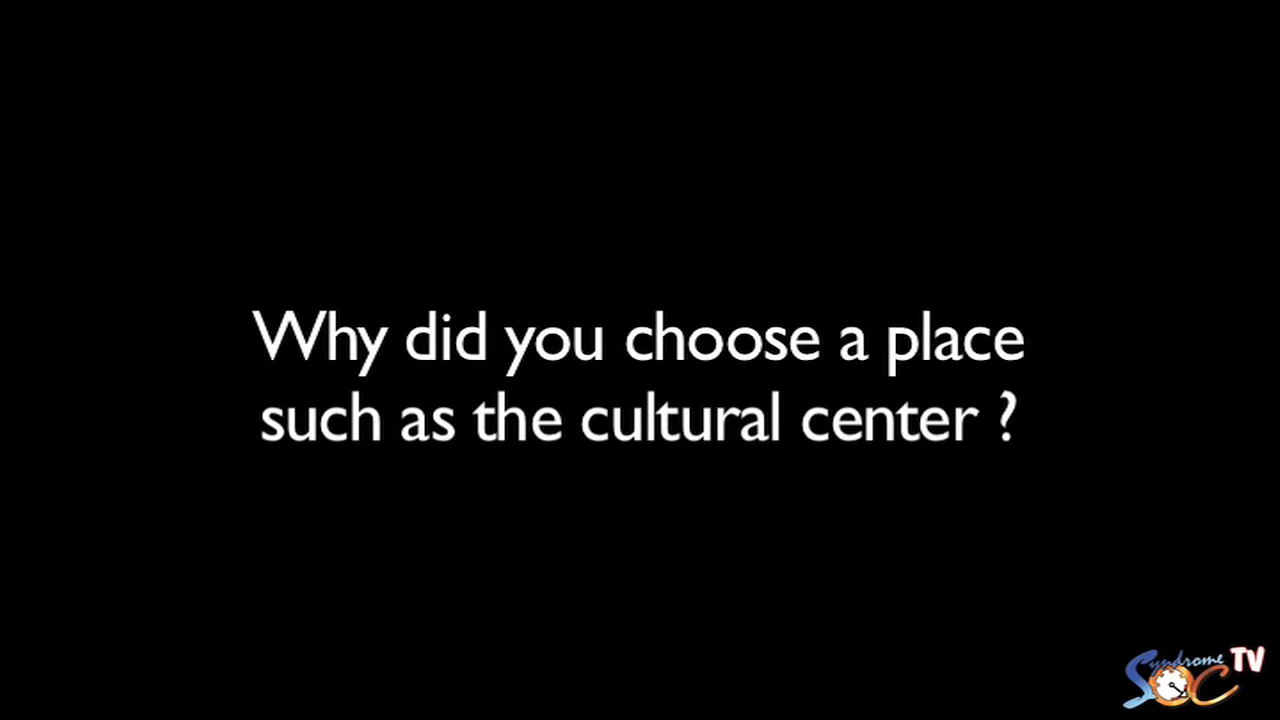 Why did you choose a place
such as the cultural center ?
Syndrome TV
SOC